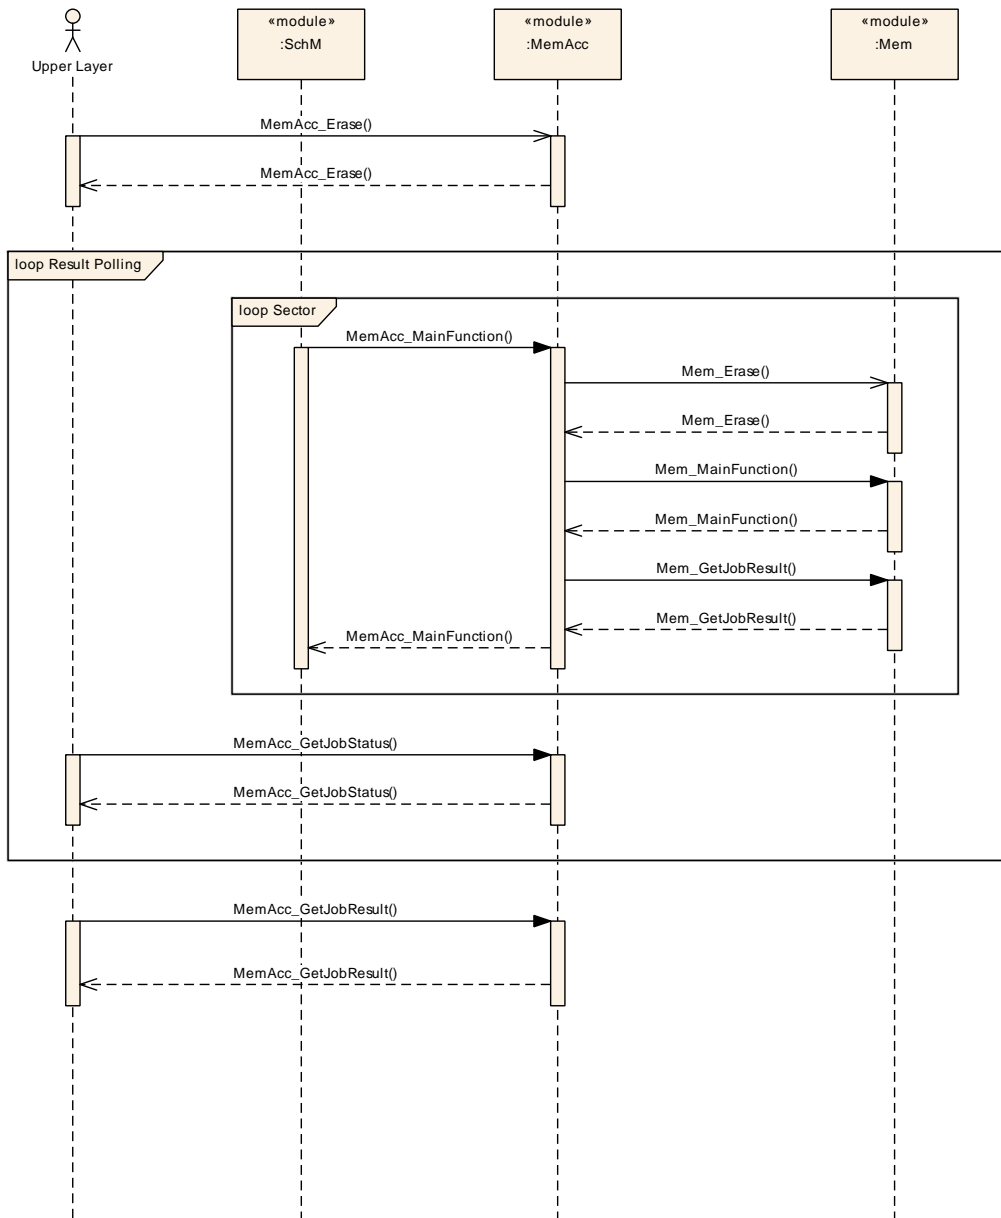 «module»
:SchM
«module»
:MemAcc
«module»
:Mem
Upper Layer
MemAcc_Erase()
MemAcc_Erase()
loop Result Polling
loop Sector
MemAcc_MainFunction()
Mem_Erase()
Mem_Erase()
Mem_MainFunction()
Mem_MainFunction()
Mem_GetJobResult()
Mem_GetJobResult()
MemAcc_MainFunction()
MemAcc_GetJobStatus()
MemAcc_GetJobStatus()
MemAcc_GetJobResult()
MemAcc_GetJobResult()